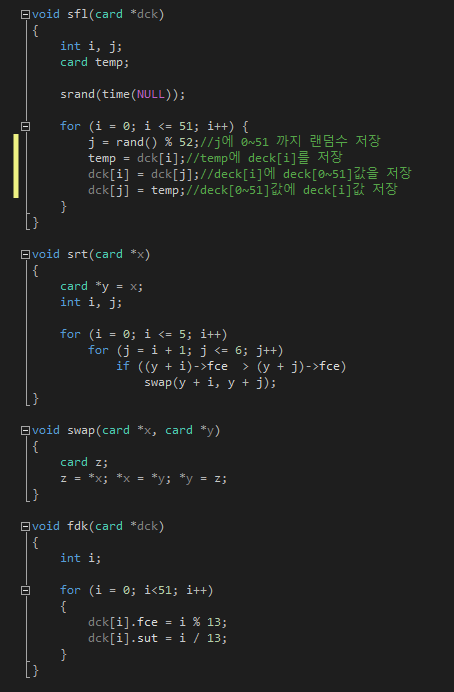 void sfl(card *dck)
{
int i, j;
card temp;
srand(time(NULL));
for (i = 0; i <= 51; i++) {
j = rand() % 52;//j에 0~51 까지 랜덤수 저장
temp = dck[i];//temp에 deck[i]를 저장
dck[i] = dck[j];//deck[i]에 deck[0~51]값을 저장
dck[j] = temp;//deck[0~51]값에 deck[i]값 저장
}
}
void srt(card *x)
{
card *y = x;
int i, j;
for (i = 0; i <= 5; i++)
for (j = i + 1; j <= 6; j++)
if ((y + i)->fce  > (y + j)->fce)
swap(y + i, y + j);
}
void swap(card *x, card *y)
{
card z;
z = *x; *x = *y; *y = z;
}
void fdk(card *dck)
{
int i;
for (i = 0; i<51; i++)
{
dck[i].fce = i % 13;
dck[i].sut = i / 13;
}
}